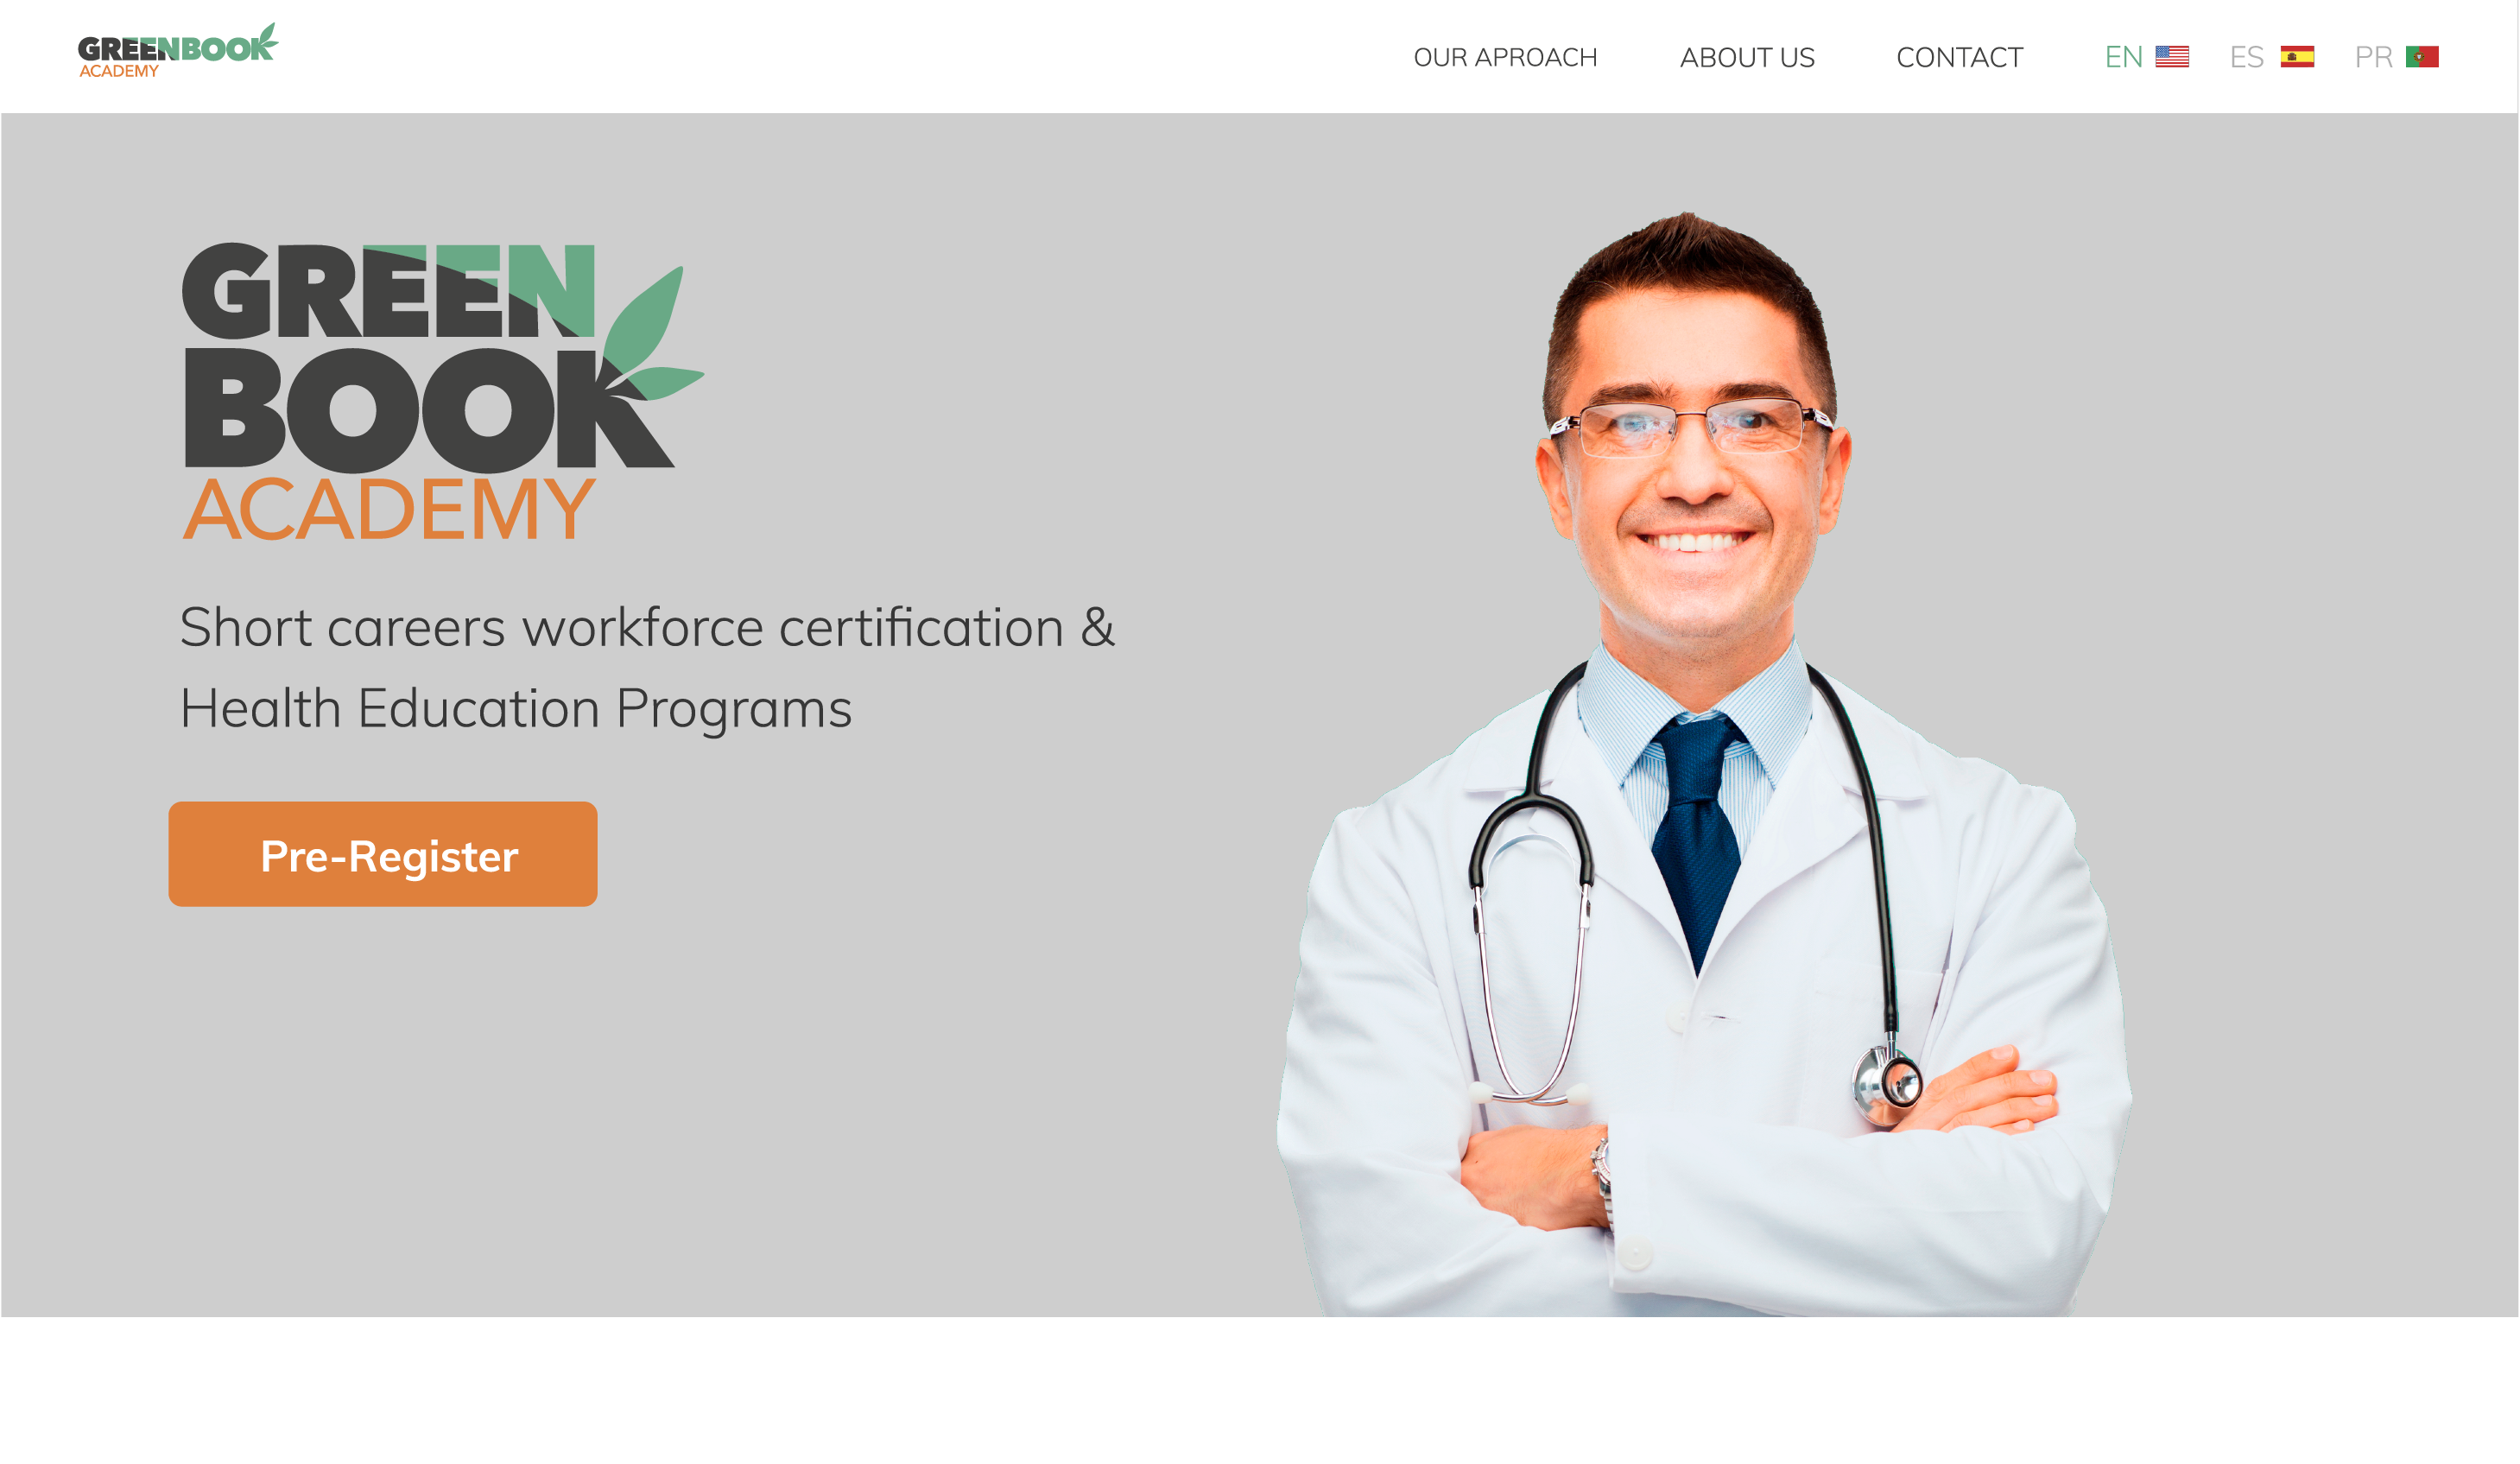 GREENBOOK
ACADEMY
OUR APROACH
ABOUT US
CONTACT
EN
ES
PR
GREEN
BOOK
ACADEMY
Short careers workforce certification &
Health Education Programs
Pre-Register